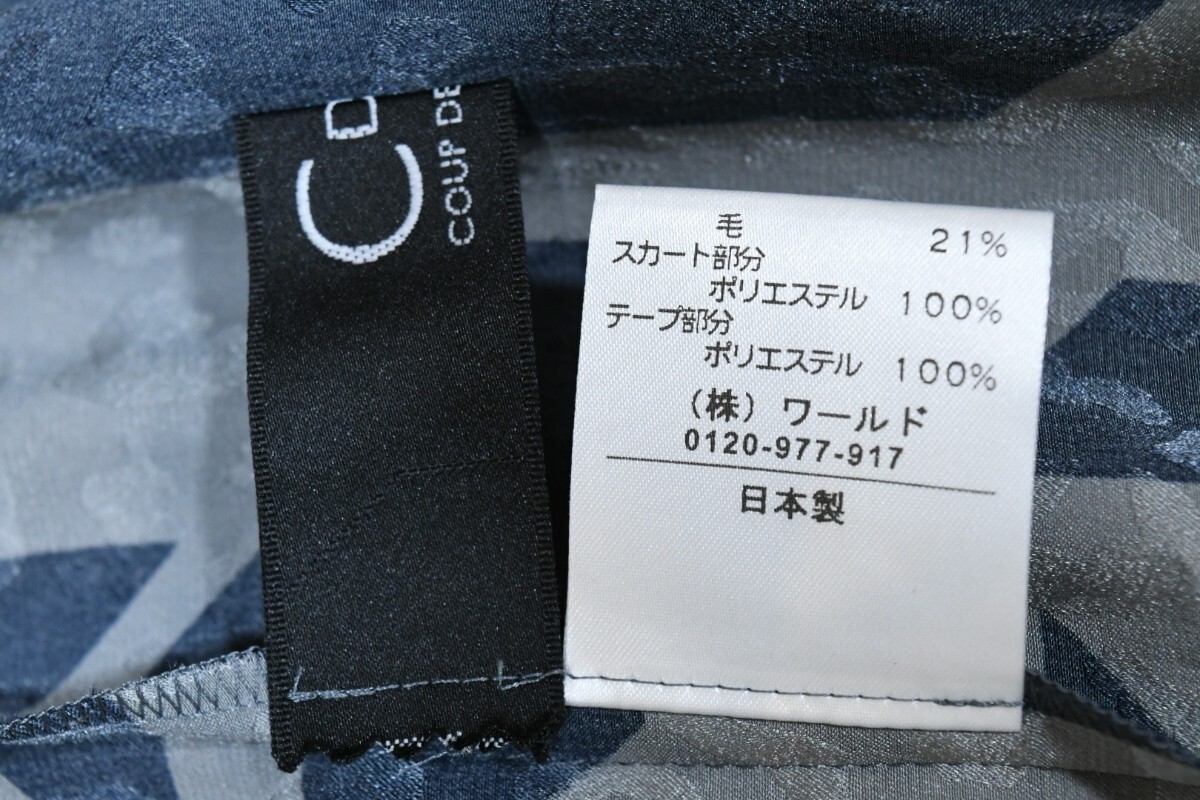 C D
COUP DE
毛 21%
スカート部分
ポリエステル 100%
テープ部分
ポリエステル 100%
(株) ワールド
0120-977-917
日本製